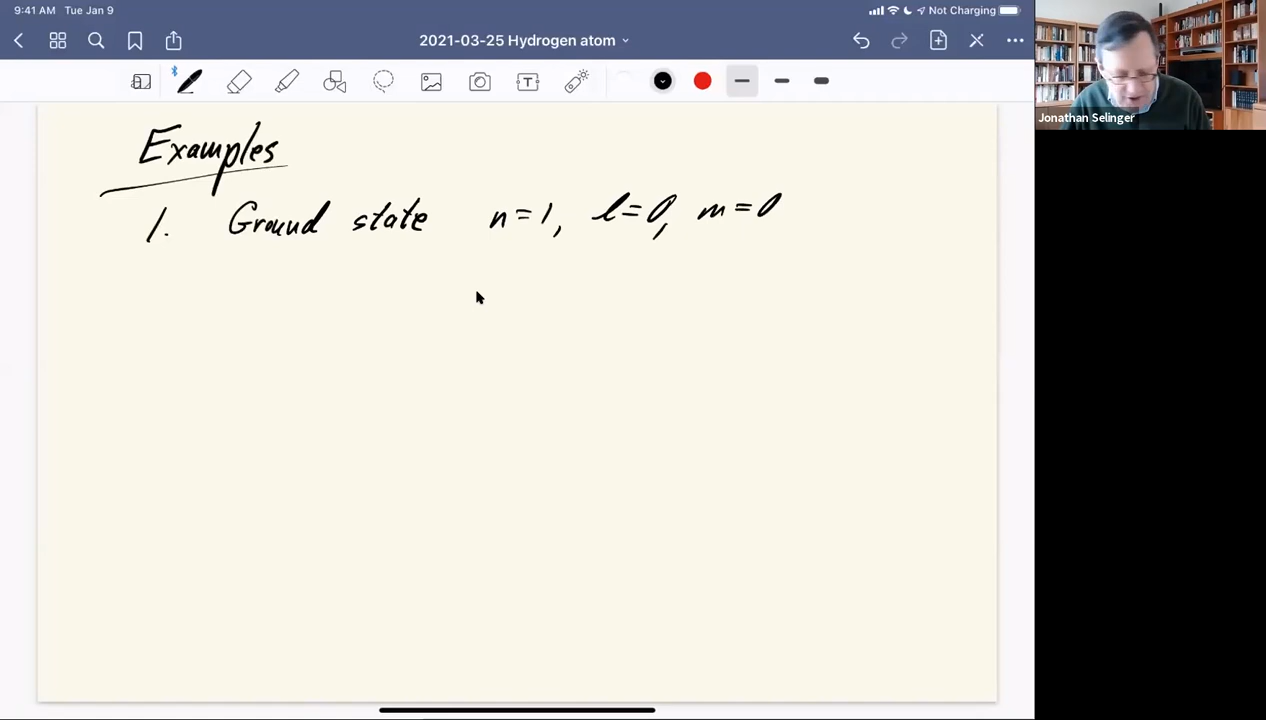 9:41 AM Tue Jan 9
Not Charging
2021-03-25 Hydrogen atom
T
Jonathan Selinger
Examples
1. Ground state n=1, l=0, m=0